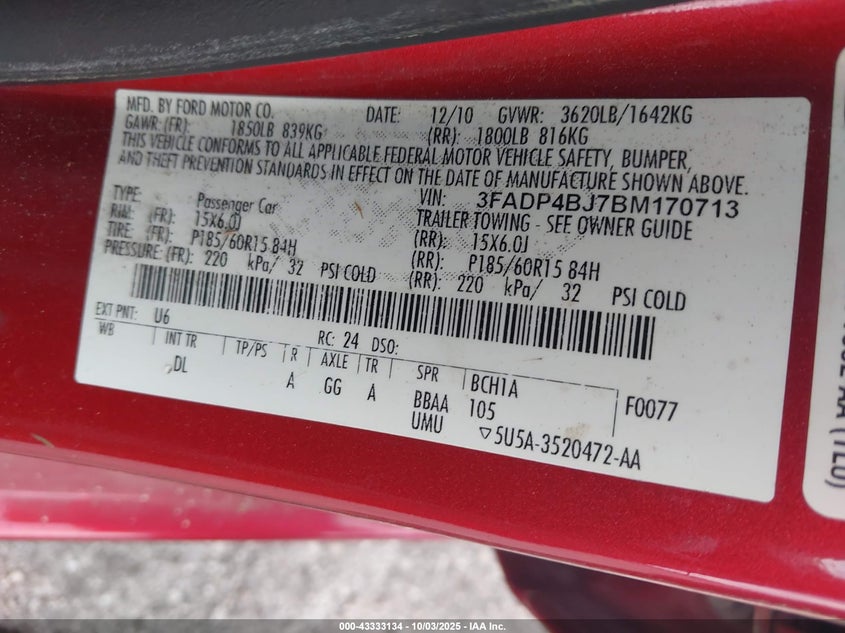 MFD. BY FORD MOTOR CO. DATE: 12/10 GVWR: 3620LB/1642KG
GAWR: (FR): 1850LB 839KG (RR): 1800LB 816KG
THIS VEHICLE CONFORMS TO ALL APPLICABLE FEDERAL MOTOR VEHICLE SAFETY, BUMPER,
AND THEFT PREVENTION STANDARDS IN EFFECT ON THE DATE OF MANUFACTURE SHOWN ABOVE.
VIN: 3FADP4BJ7BM170713
TYPE: Passenger Car TRAILER TOWING - SEE OWNER GUIDE
RIM: (FR): 15X6.0J (RR): 15X6.0J
TIRE: (FR): P185/60R15 84H (RR): P185/60R15 84H
PRESSURE: (FR): 220 kPa/ 32 PSI COLD (RR): 220 kPa/ 32 PSI COLD
EXT PNT: U6 RC: 24 DSO:
WB INT TR TP/PS R AXLE TR SPR BCH1A
DL A GG A BBAA 105 F0077
UMU ▽5U5A-3520472-AA
000-43333134 - 10/03/2025 - IAA Inc.